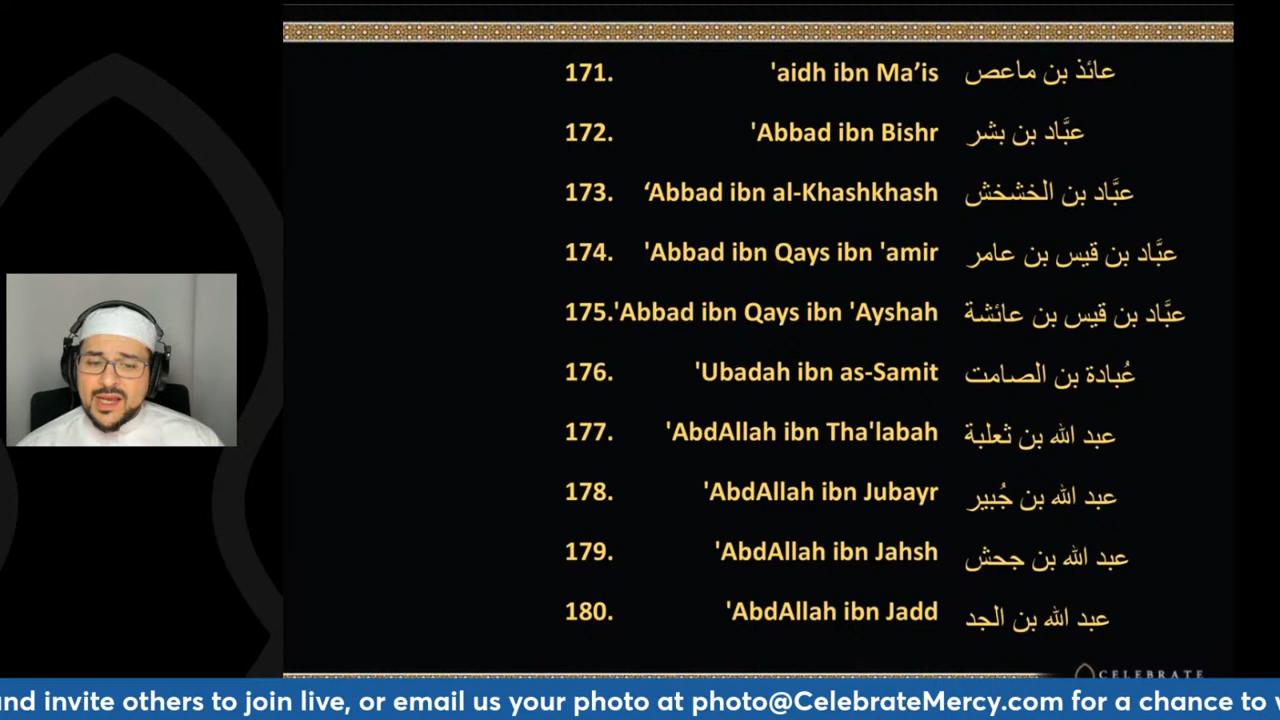 171. 'aidh ibn Ma’is عائذ بن ماعص
172. 'Abbad ibn Bishr عبَّاد بن بشر
173. ‘Abbad ibn al-Khashkhash عبَّاد بن الخشخش
174. 'Abbad ibn Qays ibn 'amir عبَّاد بن قيس بن عامر
175.'Abbad ibn Qays ibn 'Ayshah عبَّاد بن قيس بن عائشة
176. 'Ubadah ibn as-Samit عُبادة بن الصامت
177. 'AbdAllah ibn Tha'labah عبد الله بن ثعلبة
178. 'AbdAllah ibn Jubayr عبد الله بن جُبير
179. 'AbdAllah ibn Jahsh عبد الله بن جحش
180. 'AbdAllah ibn Jadd عبد الله بن الجد
CELEBRATE
and invite others to join live, or email us your photo at photo@CelebrateMercy.com for a chance to